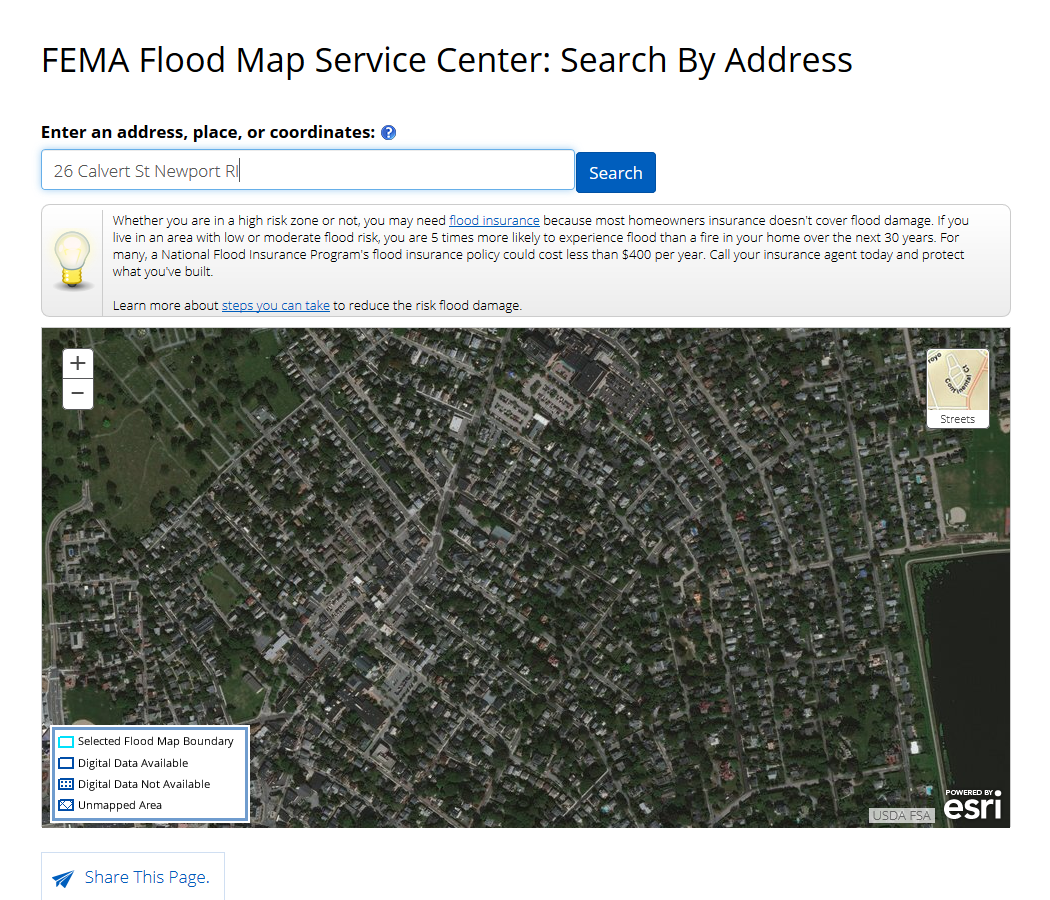 FEMA Flood Map Service Center: Search By Address
Enter an address, place, or coordinates:
26 Calvert St Newport RI
Search
Whether you are in a high risk zone or not, you may need flood insurance because most homeowners insurance doesn't cover flood damage. If you
live in an area with low or moderate flood risk, you are 5 times more likely to experience flood than a fire in your home over the next 30 years. For
many, a National Flood Insurance Program's flood insurance policy could cost less than $400 per year. Call your insurance agent today and protect
what you've built.
Learn more about steps you can take to reduce the risk flood damage.
+
−
Continental Ct
Streets
Selected Flood Map Boundary
Digital Data Available
Digital Data Not Available
Unmapped Area
POWERED BY
esri
USDA FSA
Share This Page.